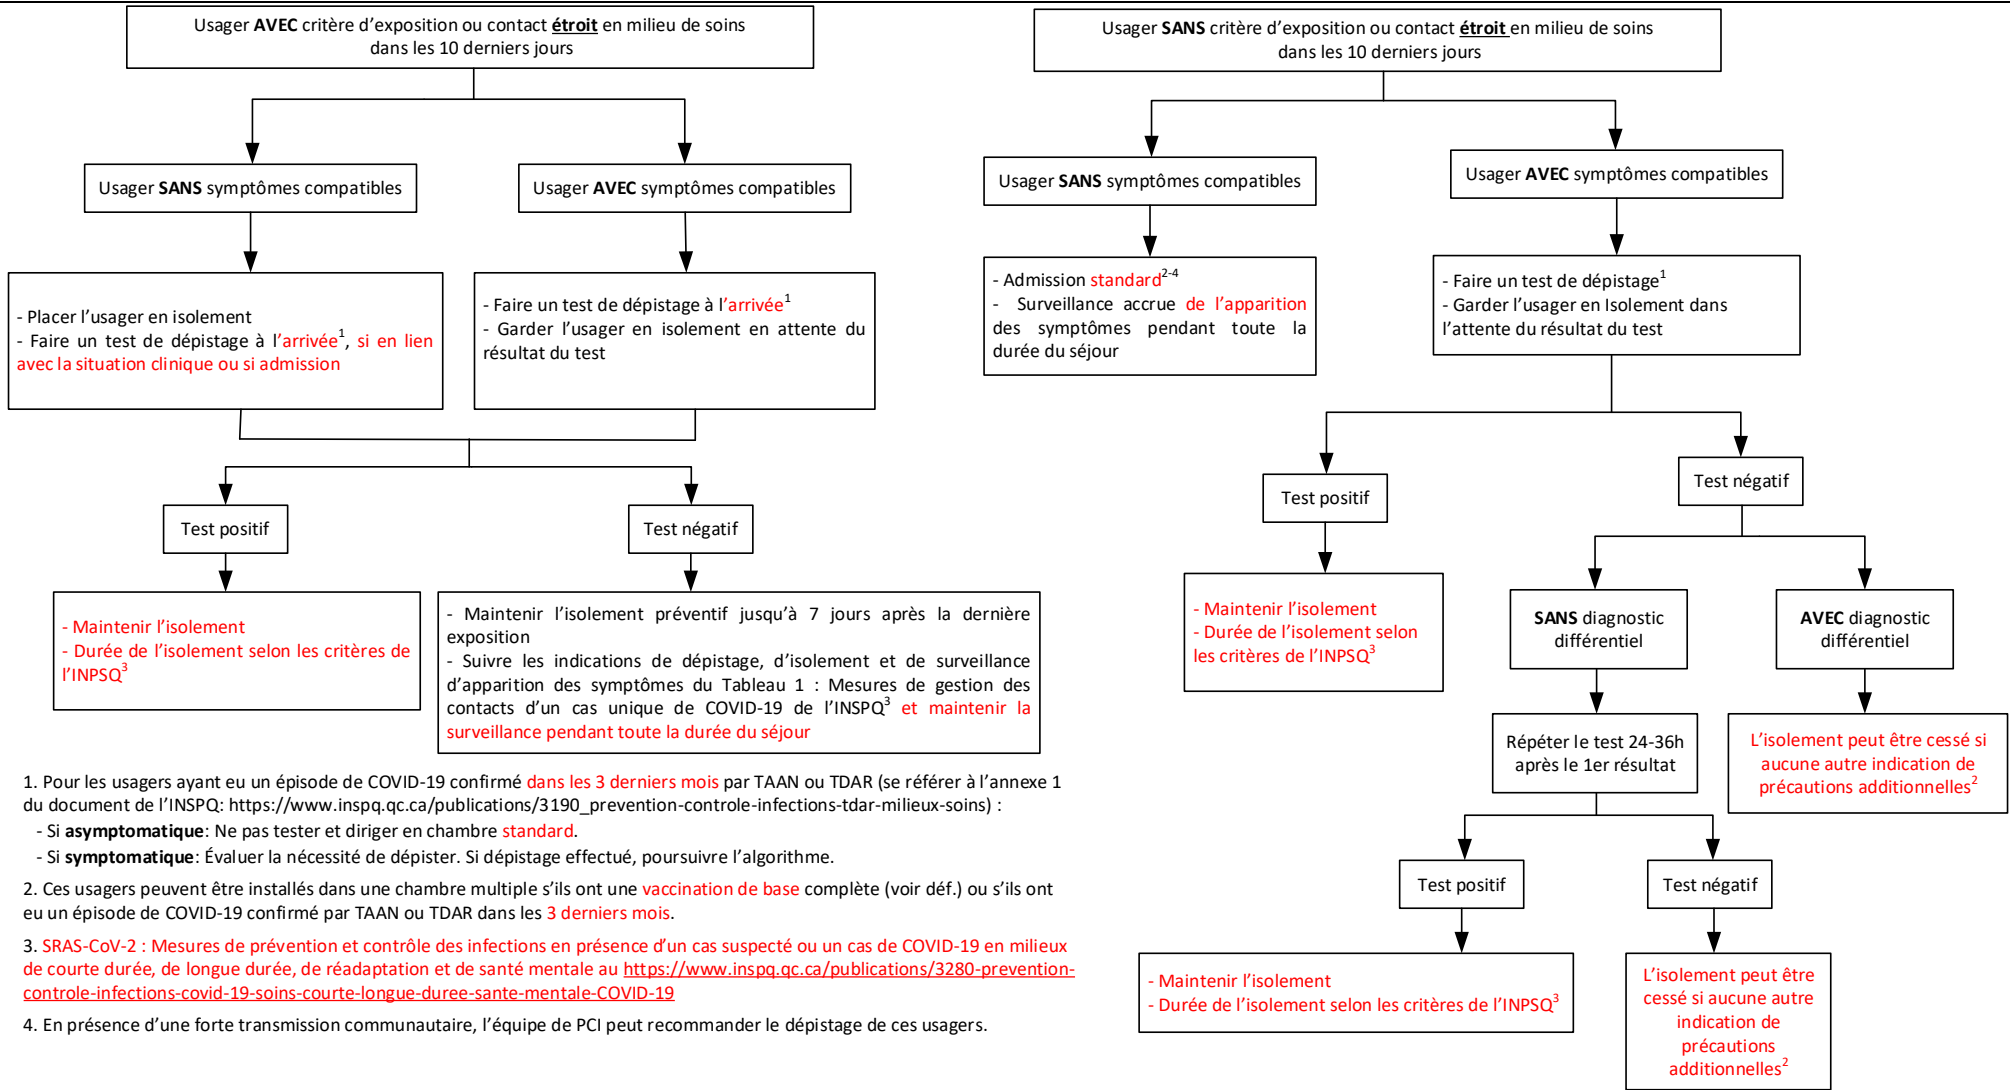 Usager AVEC critère d’exposition ou contact étroit en milieu de soins
dans les 10 derniers jours
Usager SANS symptômes compatibles
Usager AVEC symptômes compatibles
- Placer l’usager en isolement
- Faire un test de dépistage à l’arrivée1, si en lien
avec la situation clinique ou si admission
- Faire un test de dépistage à l’arrivée1
- Garder l’usager en isolement en attente du
résultat du test
Test positif
Test négatif
- Maintenir l’isolement
- Durée de l’isolement selon les critères de
l’INPSQ3
- Maintenir l’isolement préventif jusqu’à 7 jours après la dernière
exposition
- Suivre les indications de dépistage, d’isolement et de surveillance
d’apparition des symptômes du Tableau 1 : Mesures de gestion des
contacts d’un cas unique de COVID-19 de l’INSPQ3 et maintenir la
surveillance pendant toute la durée du séjour
Usager SANS critère d’exposition ou contact étroit en milieu de soins
dans les 10 derniers jours
Usager SANS symptômes compatibles
Usager AVEC symptômes compatibles
- Admission standard2-4
- Surveillance accrue de l’apparition
des symptômes pendant toute la
durée du séjour
- Faire un test de dépistage1
- Garder l’usager en Isolement dans
l’attente du résultat du test
Test positif
Test négatif
- Maintenir l’isolement
- Durée de l’isolement selon
les critères de l’INPSQ3
SANS diagnostic
différentiel
AVEC diagnostic
différentiel
Répéter le test 24-36h
après le 1er résultat
L’isolement peut être cessé si
aucune autre indication de
précautions additionnelles2
Test positif
Test négatif
- Maintenir l’isolement
- Durée de l’isolement selon les critères de l’INPSQ3
L’isolement peut être
cessé si aucune autre
indication de
précautions
additionnelles2
1. Pour les usagers ayant eu un épisode de COVID-19 confirmé dans les 3 derniers mois par TAAN ou TDAR (se référer à l’annexe 1
du document de l’INSPQ: https://www.inspq.qc.ca/publications/3190_prevention-controle-infections-tdar-milieux-soins) :
- Si asymptomatique: Ne pas tester et diriger en chambre standard.
- Si symptomatique: Évaluer la nécessité de dépister. Si dépistage effectué, poursuivre l’algorithme.
2. Ces usagers peuvent être installés dans une chambre multiple s’ils ont une vaccination de base complète (voir déf.) ou s’ils ont
eu un épisode de COVID-19 confirmé par TAAN ou TDAR dans les 3 derniers mois.
3. SRAS-CoV-2 : Mesures de prévention et contrôle des infections en présence d’un cas suspecté ou un cas de COVID-19 en milieux
de courte durée, de longue durée, de réadaptation et de santé mentale au https://www.inspq.qc.ca/publications/3280-prevention-
controle-infections-covid-19-soins-courte-longue-duree-sante-mentale-COVID-19
4. En présence d’une forte transmission communautaire, l’équipe de PCI peut recommander le dépistage de ces usagers.